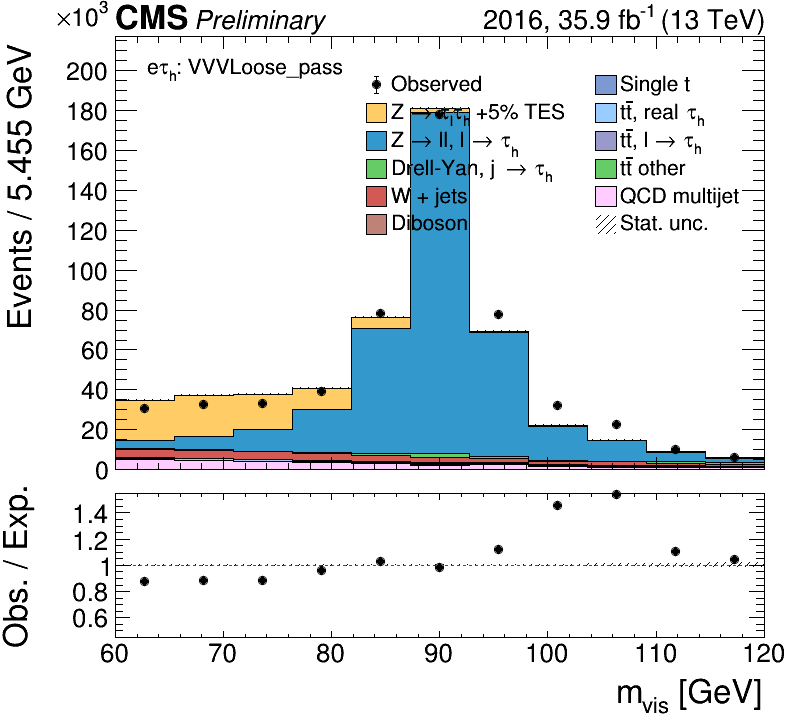 ×10³ CMS Preliminary 2016, 35.9 fb⁻¹ (13 TeV)
eτh: VVVLoose_pass
Observed
Z → τlτh +5% TES
Z → ll, l → τh
Drell-Yan, j → τh
W + jets
Diboson
Single t
tt̄, real τh
tt̄, l → τh
tt̄ other
QCD multijet
Stat. unc.
Events / 5.455 GeV
200
180
160
140
120
100
80
60
40
20
0
Obs. / Exp.
1.4
1.2
1
0.8
0.6
60 70 80 90 100 110 120
mvis [GeV]